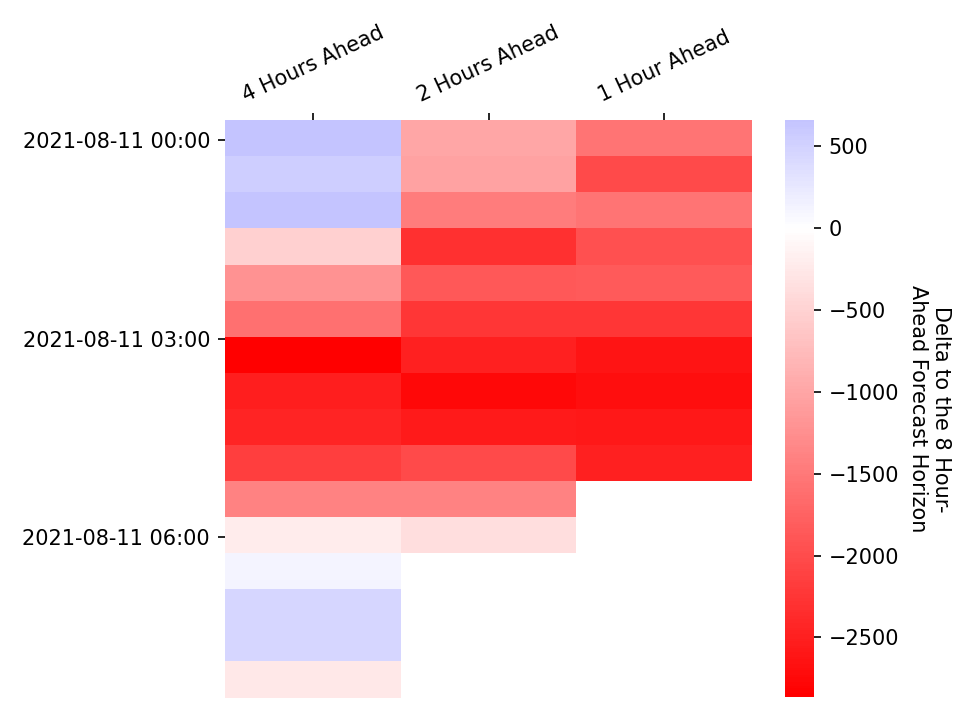 4 Hours Ahead
2 Hours Ahead
1 Hour Ahead
2021-08-11 00:00
2021-08-11 03:00
2021-08-11 06:00
500
0
−500
−1000
−1500
−2000
−2500
Delta to the 8 Hour-
Ahead Forecast Horizon